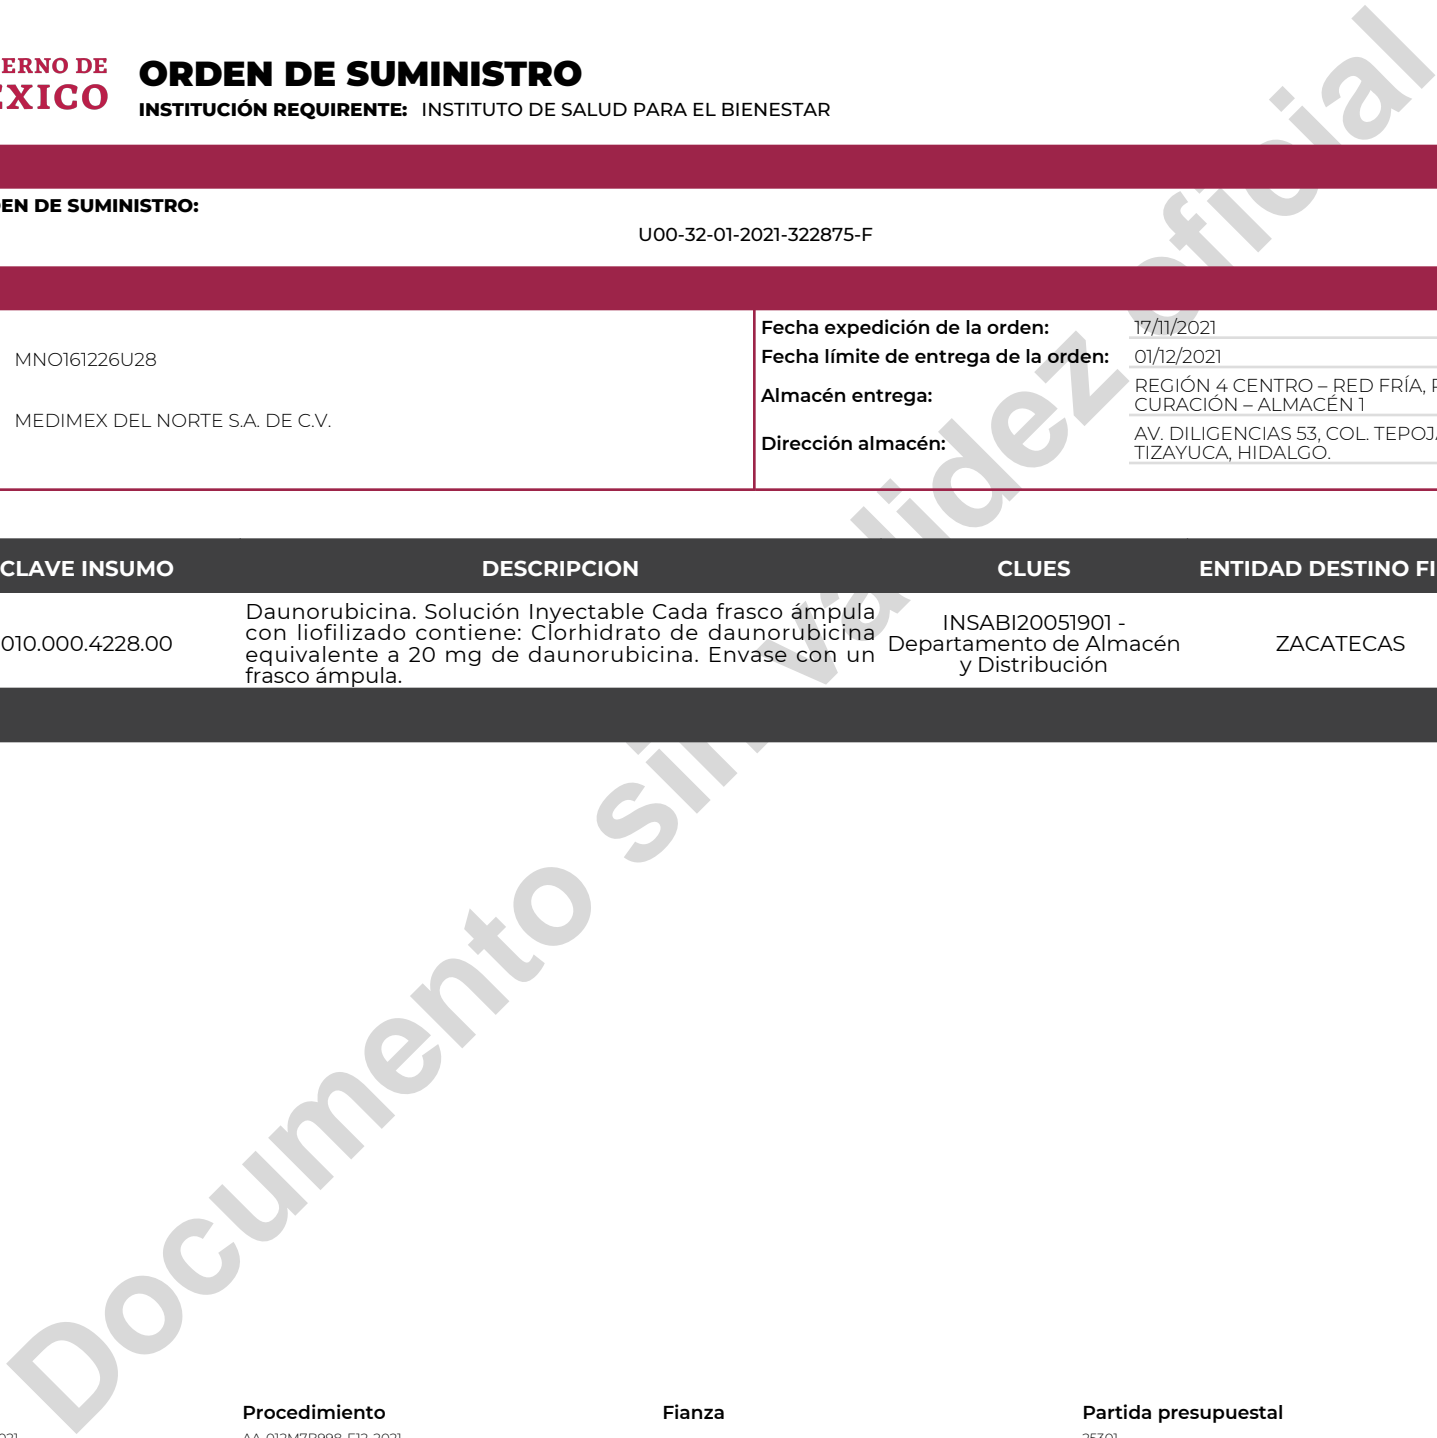 ERNO DE
ORDEN DE SUMINISTRO
INSTITUCIÓN REQUIRENTE: INSTITUTO DE SALUD PARA EL BIENESTAR
EN DE SUMINISTRO:
U00-32-01-2021-322875-F
MNO161226U28
MEDIMEX DEL NORTE S.A. DE C.V.
Fecha expedición de la orden: 17/11/2021
Fecha límite de entrega de la orden: 01/12/2021
Almacén entrega: REGIÓN 4 CENTRO – RED FRÍA,
CURACIÓN – ALMACÉN 1
Dirección almacén: AV. DILIGENCIAS 53, COL. TEPOJ
TIZAYUCA, HIDALGO.
CLAVE INSUMO DESCRIPCION CLUES ENTIDAD DESTINO FI
010.000.4228.00
Daunorubicina. Solución Inyectable Cada frasco ámpula
con liofilizado contiene: Clorhidrato de daunorubicina
equivalente a 20 mg de daunorubicina. Envase con un
frasco ámpula.
INSABI20051901 -
Departamento de Almacén
y Distribución
ZACATECAS
Documento sin validez oficial
Procedimiento Fianza Partida presupuestal